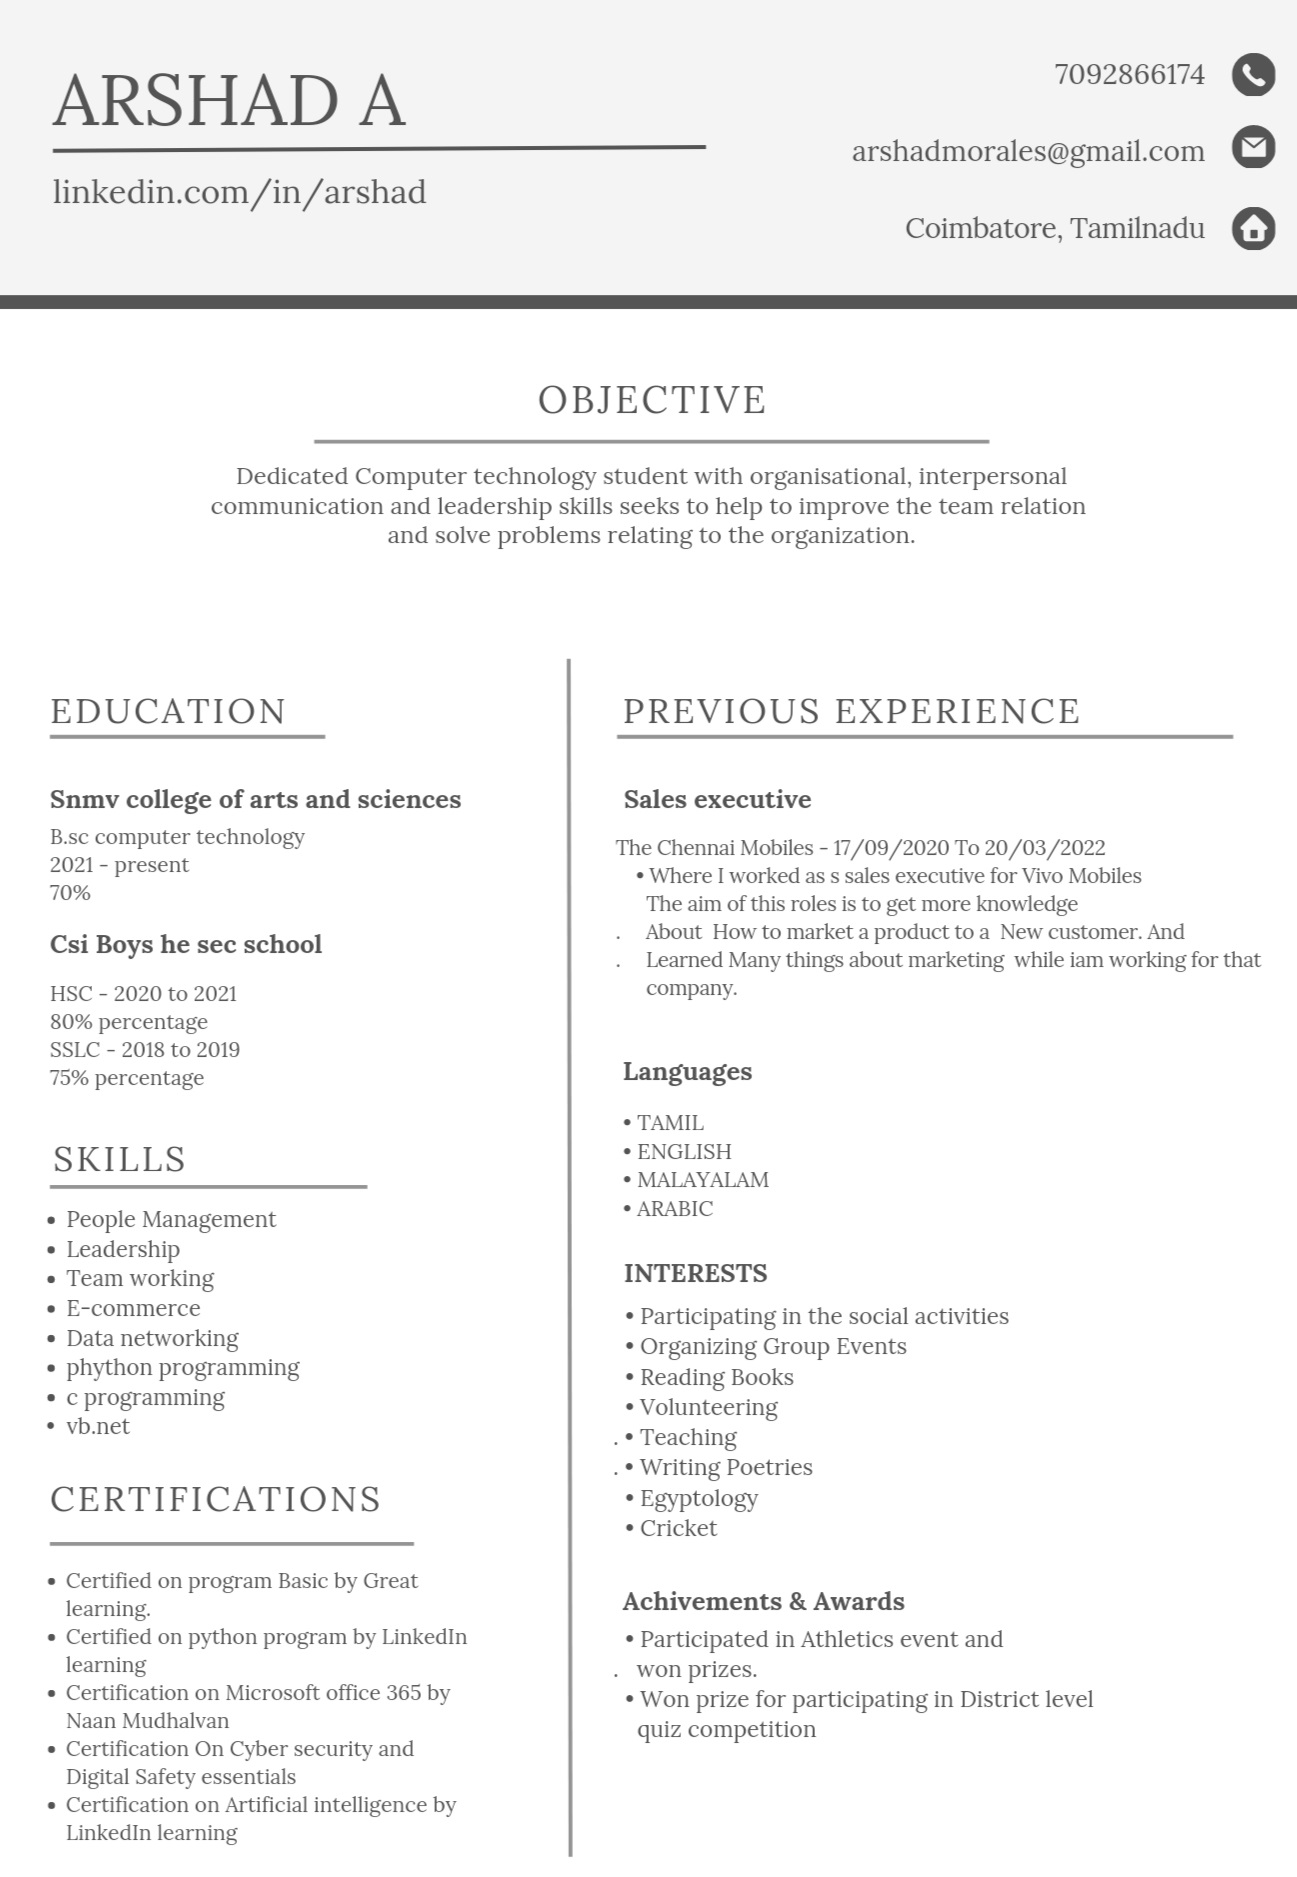 ARSHAD A
linkedin.com/in/arshad
7092866174
arshadmorales@gmail.com
Coimbatore, Tamilnadu
OBJECTIVE
Dedicated Computer technology student with organisational, interpersonal
communication and leadership skills seeks to help to improve the team relation
and solve problems relating to the organization.
EDUCATION
Snmv college of arts and sciences
B.sc computer technology
2021 - present
70%
Csi Boys he sec school
HSC - 2020 to 2021
80% percentage
SSLC - 2018 to 2019
75% percentage
SKILLS
• People Management
• Leadership
• Team working
• E-commerce
• Data networking
• phython programming
• c programming
• vb.net
CERTIFICATIONS
• Certified on program Basic by Great
learning.
• Certified on python program by LinkedIn
learning
• Certification on Microsoft office 365 by
Naan Mudhalvan
• Certification On Cyber security and
Digital Safety essentials
• Certification on Artificial intelligence by
LinkedIn learning
PREVIOUS EXPERIENCE
Sales executive
The Chennai Mobiles - 17/09/2020 To 20/03/2022
• Where I worked as s sales executive for Vivo Mobiles
The aim of this roles is to get more knowledge
. About How to market a product to a New customer. And
. Learned Many things about marketing while iam working for that
company.
Languages
• TAMIL
• ENGLISH
• MALAYALAM
• ARABIC
INTERESTS
• Participating in the social activities
• Organizing Group Events
• Reading Books
• Volunteering
. • Teaching
. • Writing Poetries
• Egyptology
• Cricket
Achivements & Awards
• Participated in Athletics event and
. won prizes.
• Won prize for participating in District level
quiz competition